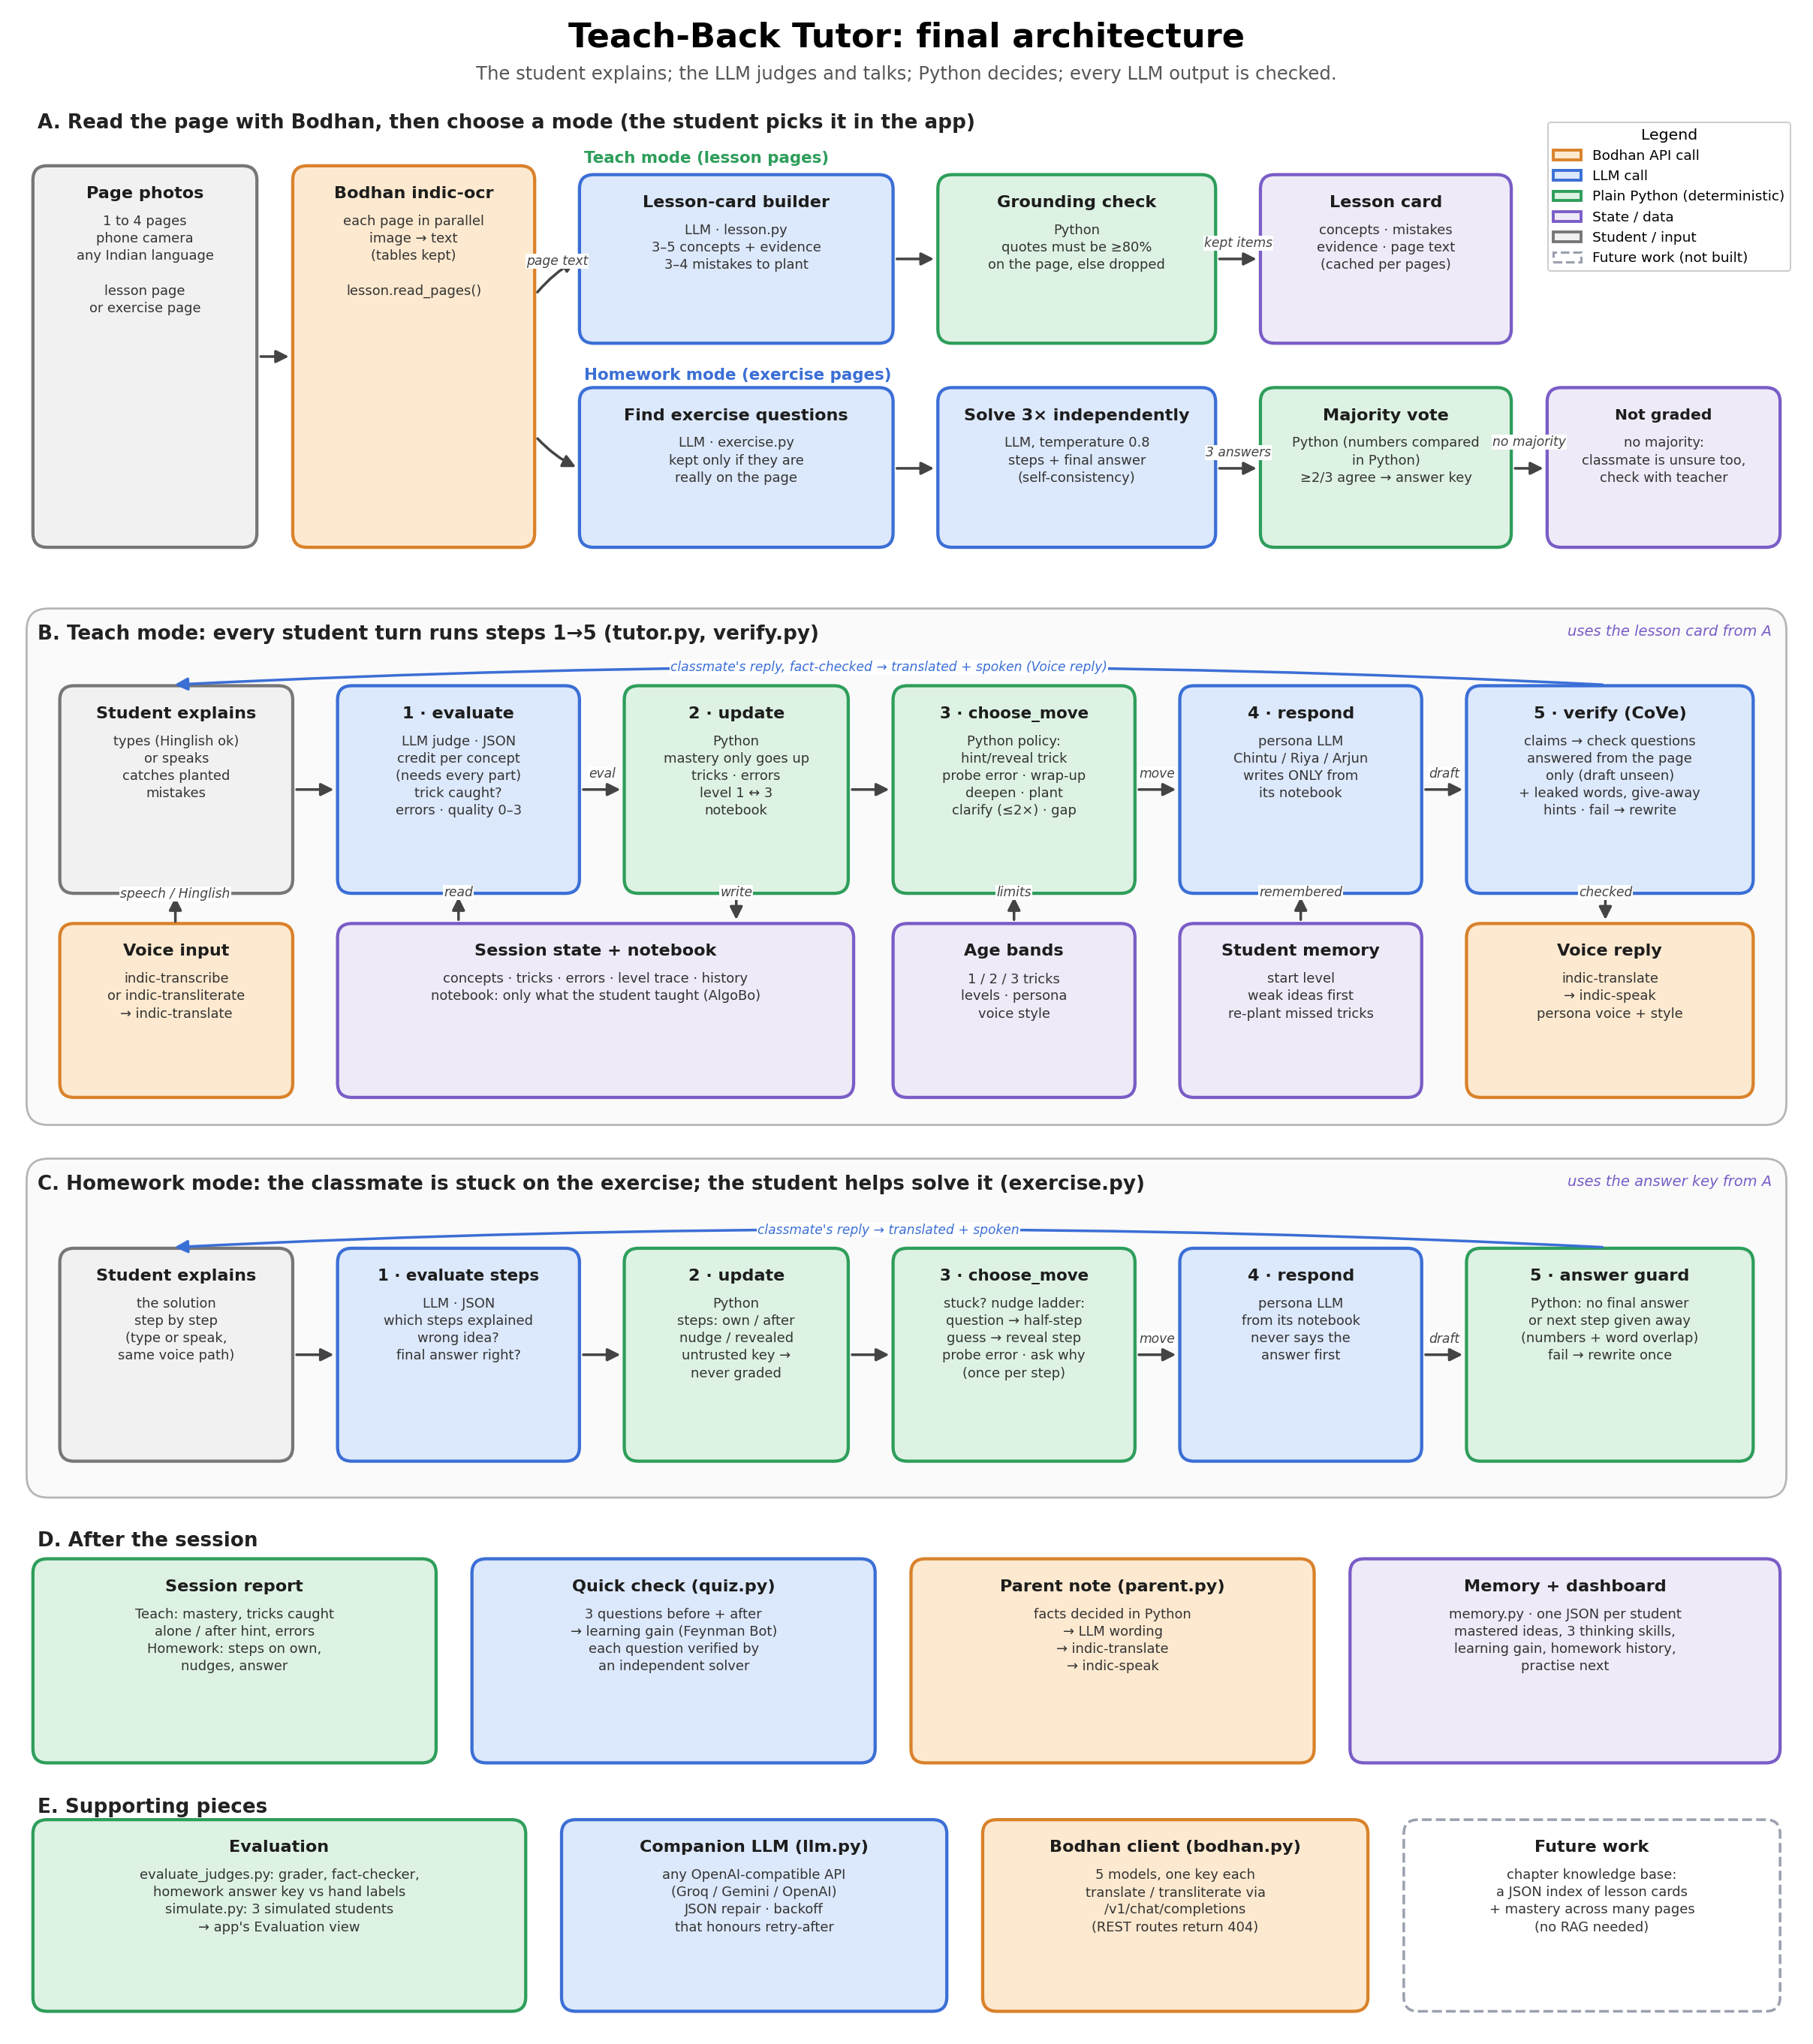 Teach-Back Tutor: final architecture
The student explains; the LLM judges and talks; Python decides; every LLM output is checked.
A. Read the page with Bodhan, then choose a mode (the student picks it in the app)
Legend
Bodhan API call
LLM call
Plain Python (deterministic)
State / data
Student / input
Future work (not built)
Page photos
1 to 4 pages
phone camera
any Indian language
lesson page
or exercise page
Bodhan indic-ocr
each page in parallel
image → text
(tables kept)
lesson.read_pages()
page text
Teach mode (lesson pages)
Lesson-card builder
LLM · lesson.py
3–5 concepts + evidence
3–4 mistakes to plant
Grounding check
Python
quotes must be ≥80%
on the page, else dropped
kept items
Lesson card
concepts · mistakes
evidence · page text
(cached per pages)
Homework mode (exercise pages)
Find exercise questions
LLM · exercise.py
kept only if they are
really on the page
Solve 3× independently
LLM, temperature 0.8
steps + final answer
(self-consistency)
3 answers
Majority vote
Python (numbers compared
in Python)
≥2/3 agree → answer key
no majority
Not graded
no majority:
classmate is unsure too,
check with teacher
B. Teach mode: every student turn runs steps 1→5 (tutor.py, verify.py)
uses the lesson card from A
classmate's reply, fact-checked → translated + spoken (Voice reply)
Student explains
types (Hinglish ok)
or speaks
catches planted
mistakes
1 · evaluate
LLM judge · JSON
credit per concept
(needs every part)
trick caught?
errors · quality 0–3
eval
2 · update
Python
mastery only goes up
tricks · errors
level 1 ↔ 3
notebook
3 · choose_move
Python policy:
hint/reveal trick
probe error · wrap-up
deepen · plant
clarify (≤2×) · gap
move
4 · respond
persona LLM
Chintu / Riya / Arjun
writes ONLY from
its notebook
draft
5 · verify (CoVe)
claims → check questions
answered from the page
only (draft unseen)
+ leaked words, give-away
hints · fail → rewrite
speech / Hinglish
read
write
limits
remembered
checked
Voice input
indic-transcribe
or indic-transliterate
→ indic-translate
Session state + notebook
concepts · tricks · errors · level trace · history
notebook: only what the student taught (AlgoBo)
Age bands
1 / 2 / 3 tricks
levels · persona
voice style
Student memory
start level
weak ideas first
re-plant missed tricks
Voice reply
indic-translate
→ indic-speak
persona voice + style
C. Homework mode: the classmate is stuck on the exercise; the student helps solve it (exercise.py)
uses the answer key from A
classmate's reply → translated + spoken
Student explains
the solution
step by step
(type or speak,
same voice path)
1 · evaluate steps
LLM · JSON
which steps explained
wrong idea?
final answer right?
2 · update
Python
steps: own / after
nudge / revealed
untrusted key →
never graded
3 · choose_move
stuck? nudge ladder:
question → half-step
guess → reveal step
probe error · ask why
(once per step)
move
4 · respond
persona LLM
from its notebook
never says the
answer first
draft
5 · answer guard
Python: no final answer
or next step given away
(numbers + word overlap)
fail → rewrite once
D. After the session
Session report
Teach: mastery, tricks caught
alone / after hint, errors
Homework: steps on own,
nudges, answer
Quick check (quiz.py)
3 questions before + after
→ learning gain (Feynman Bot)
each question verified by
an independent solver
Parent note (parent.py)
facts decided in Python
→ LLM wording
→ indic-translate
→ indic-speak
Memory + dashboard
memory.py · one JSON per student
mastered ideas, 3 thinking skills,
learning gain, homework history,
practise next
E. Supporting pieces
Evaluation
evaluate_judges.py: grader, fact-checker,
homework answer key vs hand labels
simulate.py: 3 simulated students
→ app's Evaluation view
Companion LLM (llm.py)
any OpenAI-compatible API
(Groq / Gemini / OpenAI)
JSON repair · backoff
that honours retry-after
Bodhan client (bodhan.py)
5 models, one key each
translate / transliterate via
/v1/chat/completions
(REST routes return 404)
Future work
chapter knowledge base:
a JSON index of lesson cards
+ mastery across many pages
(no RAG needed)